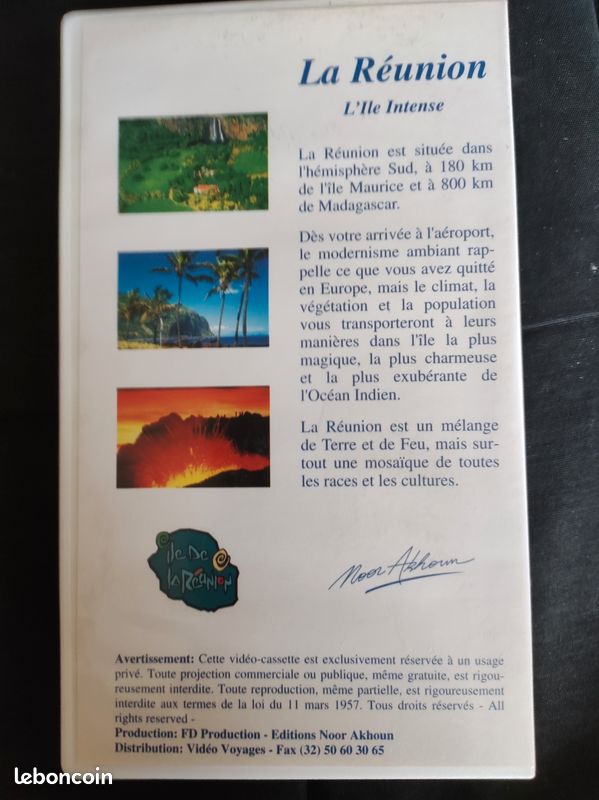 La Réunion
L'Ile Intense
La Réunion est située dans
l'hémisphère Sud, à 180 km
de l'île Maurice et à 800 km
de Madagascar.
Dès votre arrivée à l'aéroport,
le modernisme ambiant rap-
pelle ce que vous avez quitté
en Europe, mais le climat, la
végétation et la population
vous transporteront à leurs
manières dans l'île la plus
magique, la plus charmeuse
et la plus exubérante de
l'Océan Indien.
La Réunion est un mélange
de Terre et de Feu, mais sur-
tout une mosaïque de toutes
les races et les cultures.
île De
la Réunion
Noor Akhoun
Avertissement: Cette vidéo-cassette est exclusivement réservée à un usage
privé. Toute projection commerciale ou publique, même gratuite, est rigou-
reusement interdite. Toute reproduction, même partielle, est rigoureusement
interdite aux termes de la loi du 11 mars 1957. Tous droits réservés - All
rights reserved -
Production: FD Production - Editions Noor Akhoun
Distribution: Vidéo Voyages - Fax (32) 50 60 30 65
leboncoin